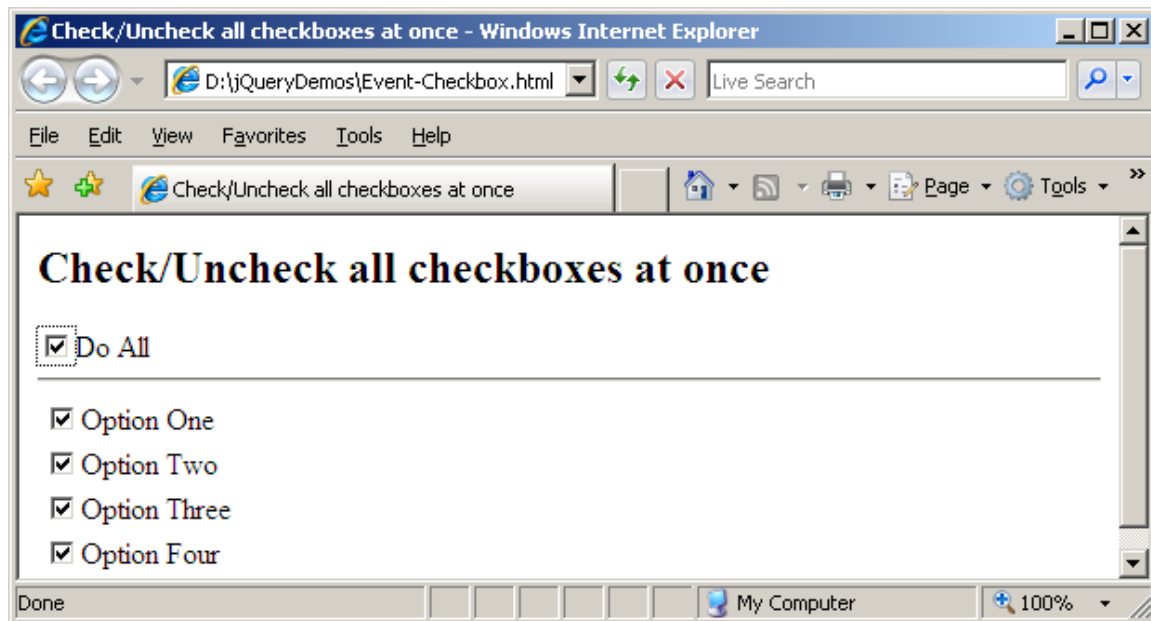 Check/Uncheck all checkboxes at once - Windows Internet Explorer
D:\jQueryDemos\Event-Checkbox.html
Live Search
File Edit View Favorites Tools Help
Check/Uncheck all checkboxes at once
Page Tools »
Check/Uncheck all checkboxes at once
Do All
Option One
Option Two
Option Three
Option Four
Done
My Computer
100%